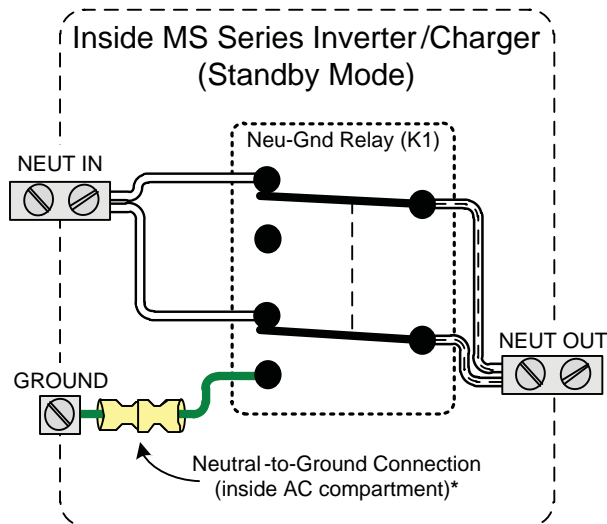 Inside MS Series Inverter/Charger
(Standby Mode)
Neu-Gnd Relay (K1)
NEUT IN
NEUT OUT
GROUND
Neutral-to-Ground Connection
(inside AC compartment)*